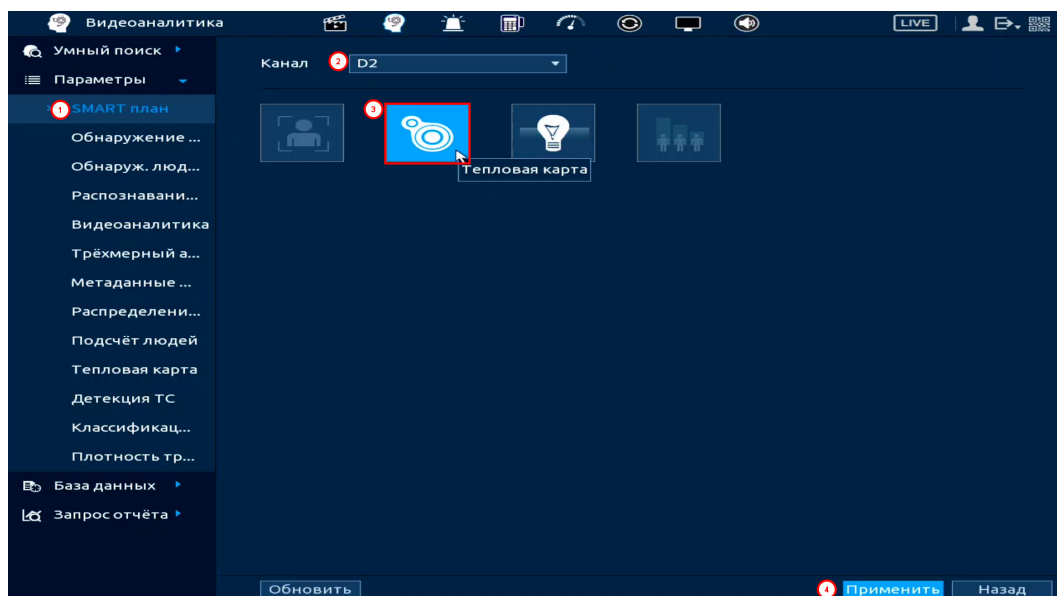 Видеоаналитика
LIVE
Умный поиск
Параметры
1 SMART план
Обнаружение ...
Обнаруж. люд...
Распознавани...
Видеоаналитика
Трёхмерный а...
Метаданные ...
Распределени...
Подсчёт людей
Тепловая карта
Детекция ТС
Классификац...
Плотность тр...
База данных
Запрос отчёта
Канал 2 D2
3
Тепловая карта
Обновить
4 Применить
Назад